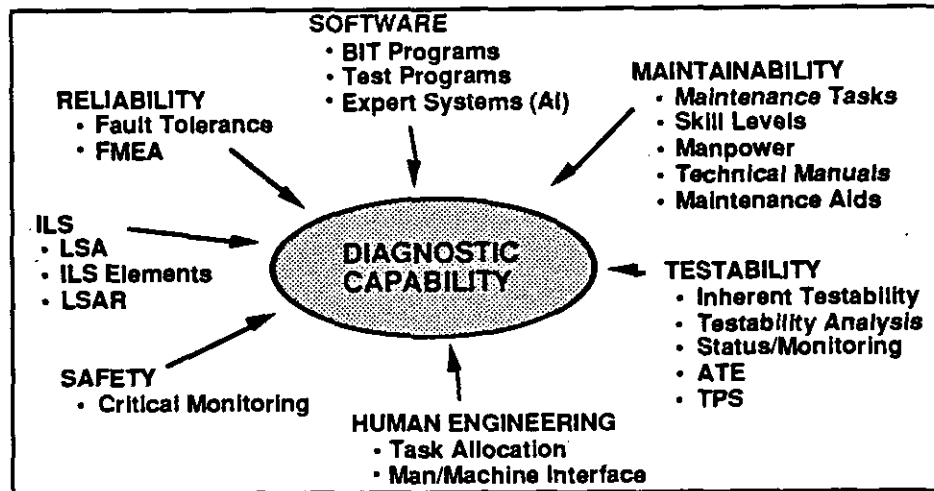 SOFTWARE
• BIT Programs
• Test Programs
• Expert Systems (AI)
MAINTAINABILITY
• Maintenance Tasks
• Skill Levels
• Manpower
• Technical Manuals
• Maintenance Aids
RELIABILITY
• Fault Tolerance
• FMEA
ILS
• LSA
• ILS Elements
• LSAR
DIAGNOSTIC
CAPABILITY
TESTABILITY
• Inherent Testability
• Testability Analysis
• Status/Monitoring
• ATE
• TPS
SAFETY
• Critical Monitoring
HUMAN ENGINEERING
• Task Allocation
• Man/Machine Interface